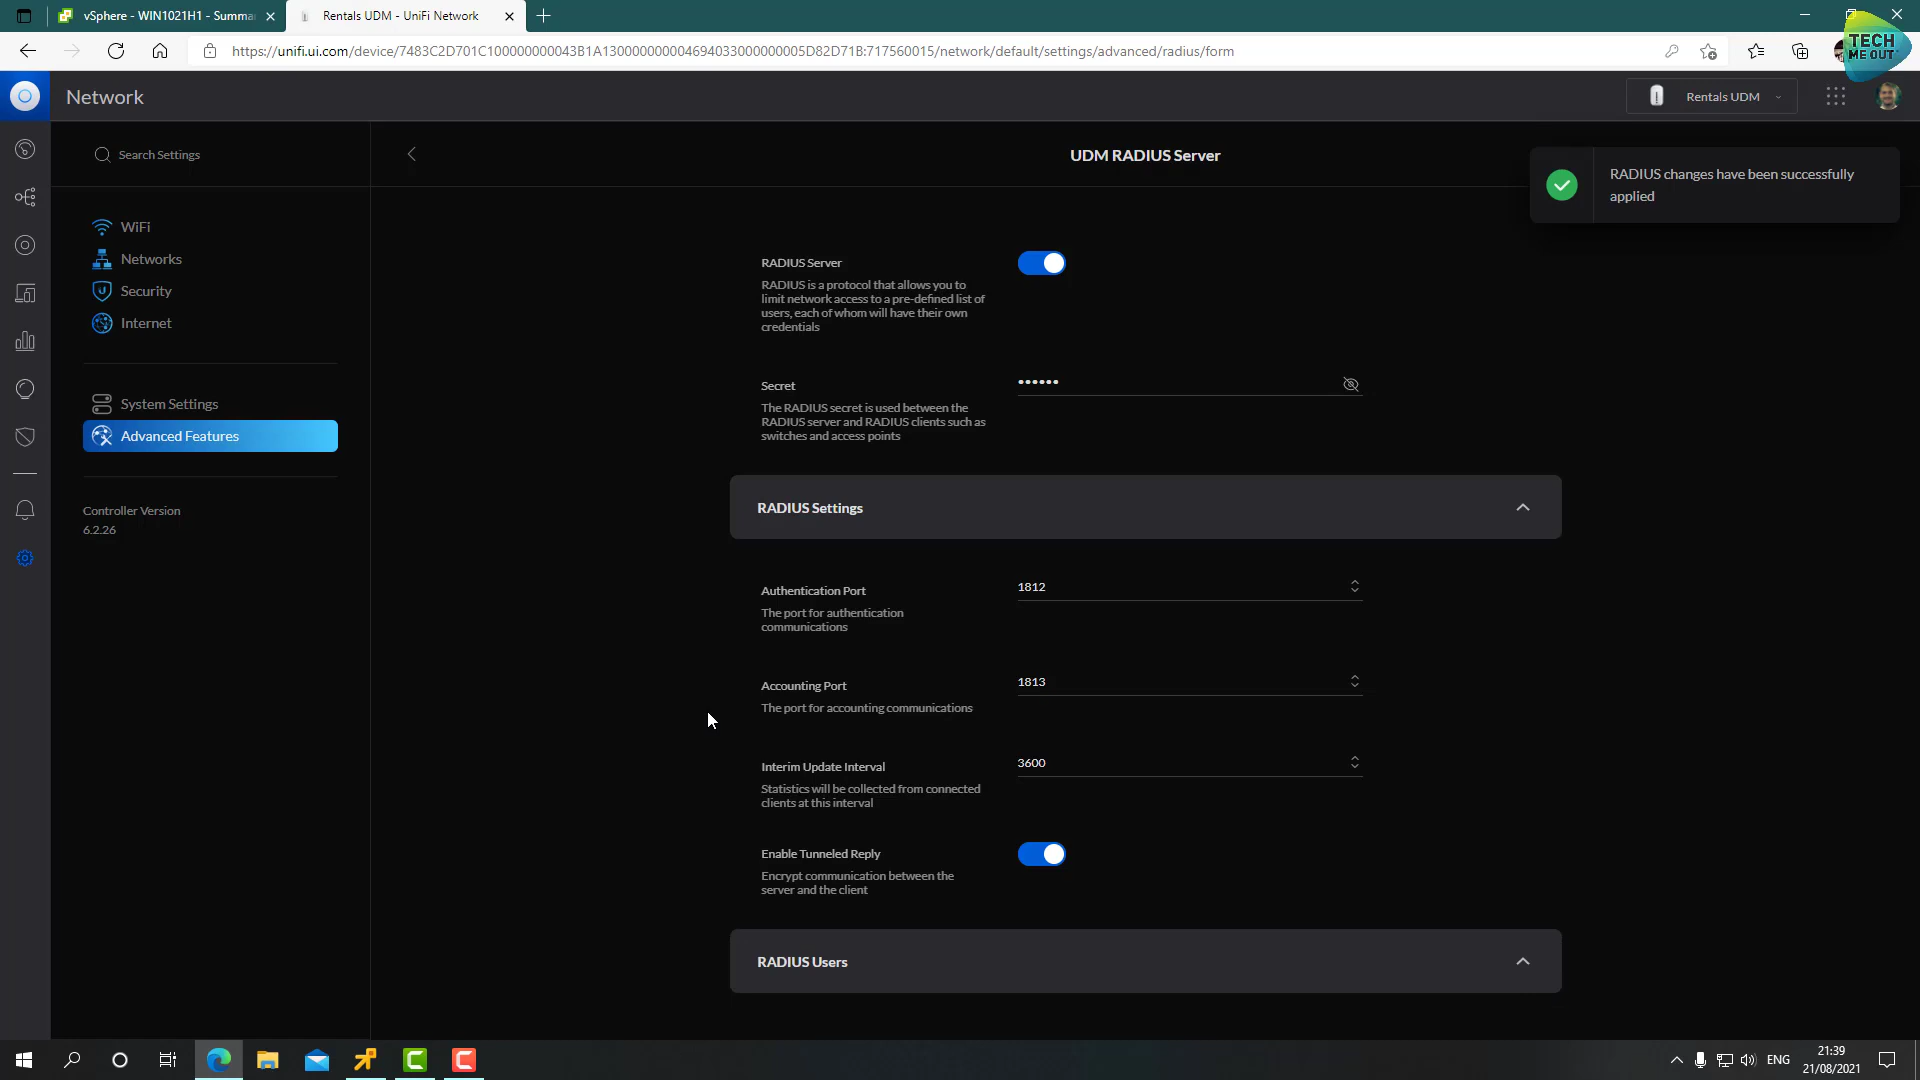 vSphere - WIN1021H1 - Summa
Rentals UDM - UniFi Network
https://unifi.ui.com/device/7483C2D701C100000000043B1A130000000004694033000000005D82D71B:717560015/network/default/settings/advanced/radius/form
TECH
ME OUT
Network
Rentals UDM
Search Settings
UDM RADIUS Server
RADIUS changes have been successfully
applied
WiFi
Networks
Security
Internet
System Settings
Advanced Features
Controller Version
6.2.26
RADIUS Server
RADIUS is a protocol that allows you to
limit network access to a pre-defined list of
users, each of whom will have their own
credentials
Secret
••••••
The RADIUS secret is used between the
RADIUS server and RADIUS clients such as
switches and access points
RADIUS Settings
Authentication Port
1812
The port for authentication
communications
Accounting Port
1813
The port for accounting communications
Interim Update Interval
3600
Statistics will be collected from connected
clients at this interval
Enable Tunneled Reply
Encrypt communication between the
server and the client
RADIUS Users
ENG
21:39
21/08/2021